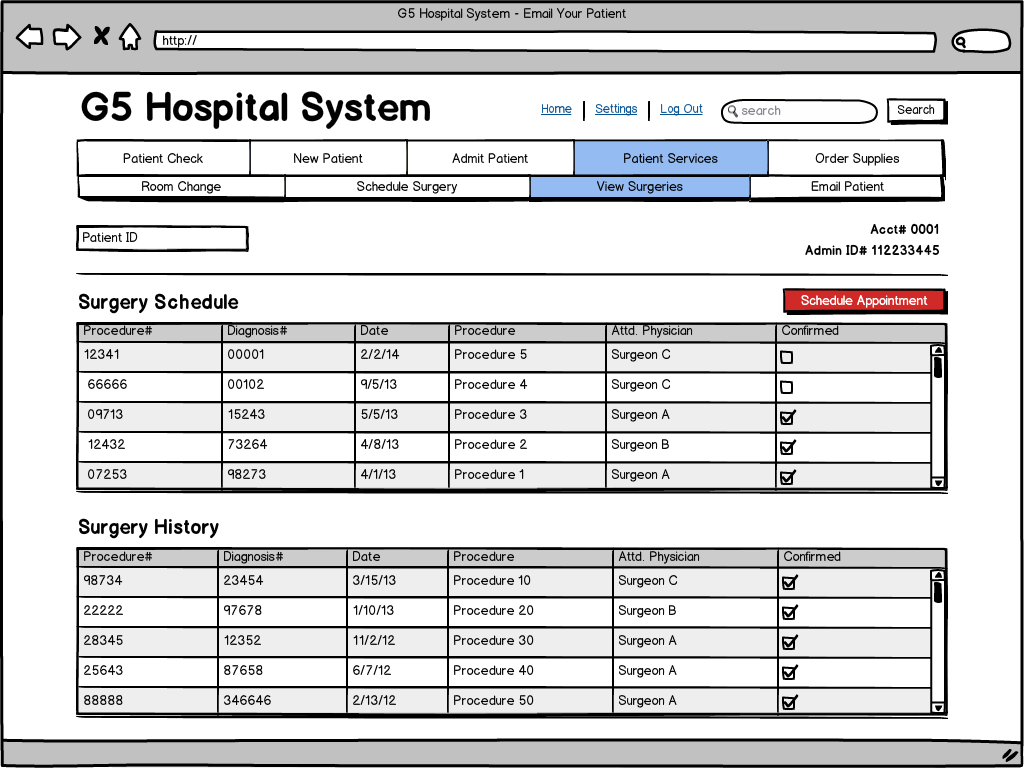 G5 Hospital System - Email Your Patient
http://
G5 Hospital System
Home Settings Log Out search Search
Patient Check New Patient Admit Patient Patient Services Order Supplies
Room Change Schedule Surgery View Surgeries Email Patient
Patient ID
Acct# 0001
Admin ID# 112233445
Surgery Schedule
Schedule Appointment
Procedure# Diagnosis# Date Procedure Attd. Physician Confirmed
12341 00001 2/2/14 Procedure 5 Surgeon C
66666 00102 9/5/13 Procedure 4 Surgeon C
09713 15243 5/5/13 Procedure 3 Surgeon A
12432 73264 4/8/13 Procedure 2 Surgeon B
07253 98273 4/1/13 Procedure 1 Surgeon A
Surgery History
Procedure# Diagnosis# Date Procedure Attd. Physician Confirmed
98734 23454 3/15/13 Procedure 10 Surgeon C
22222 97678 1/10/13 Procedure 20 Surgeon B
28345 12352 11/2/12 Procedure 30 Surgeon A
25643 87658 6/7/12 Procedure 40 Surgeon A
88888 346646 2/13/12 Procedure 50 Surgeon A